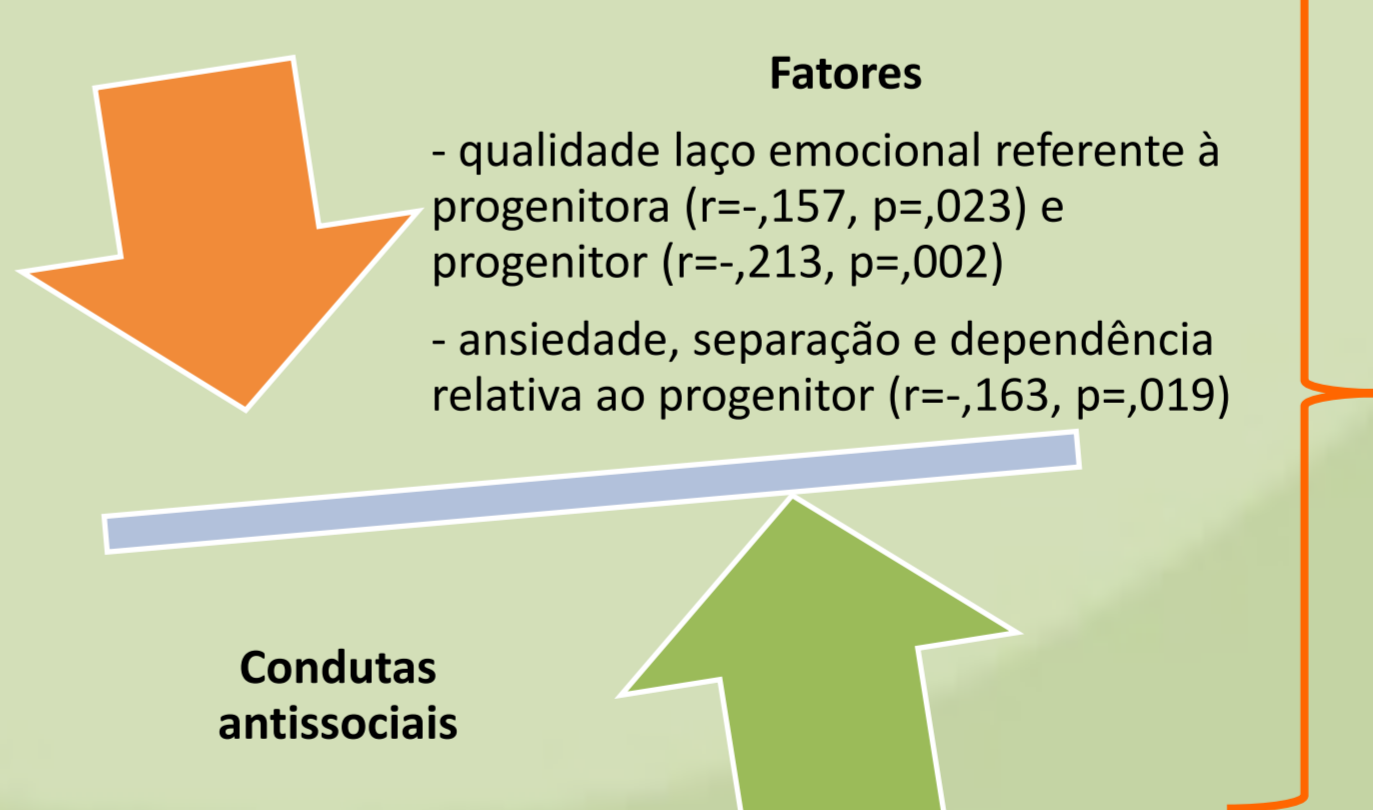 Fatores
- qualidade laço emocional referente à
progenitora (r=-,157, p=,023) e
progenitor (r=-,213, p=,002)
- ansiedade, separação e dependência
relativa ao progenitor (r=-,163, p=,019)
Condutas
antissociais